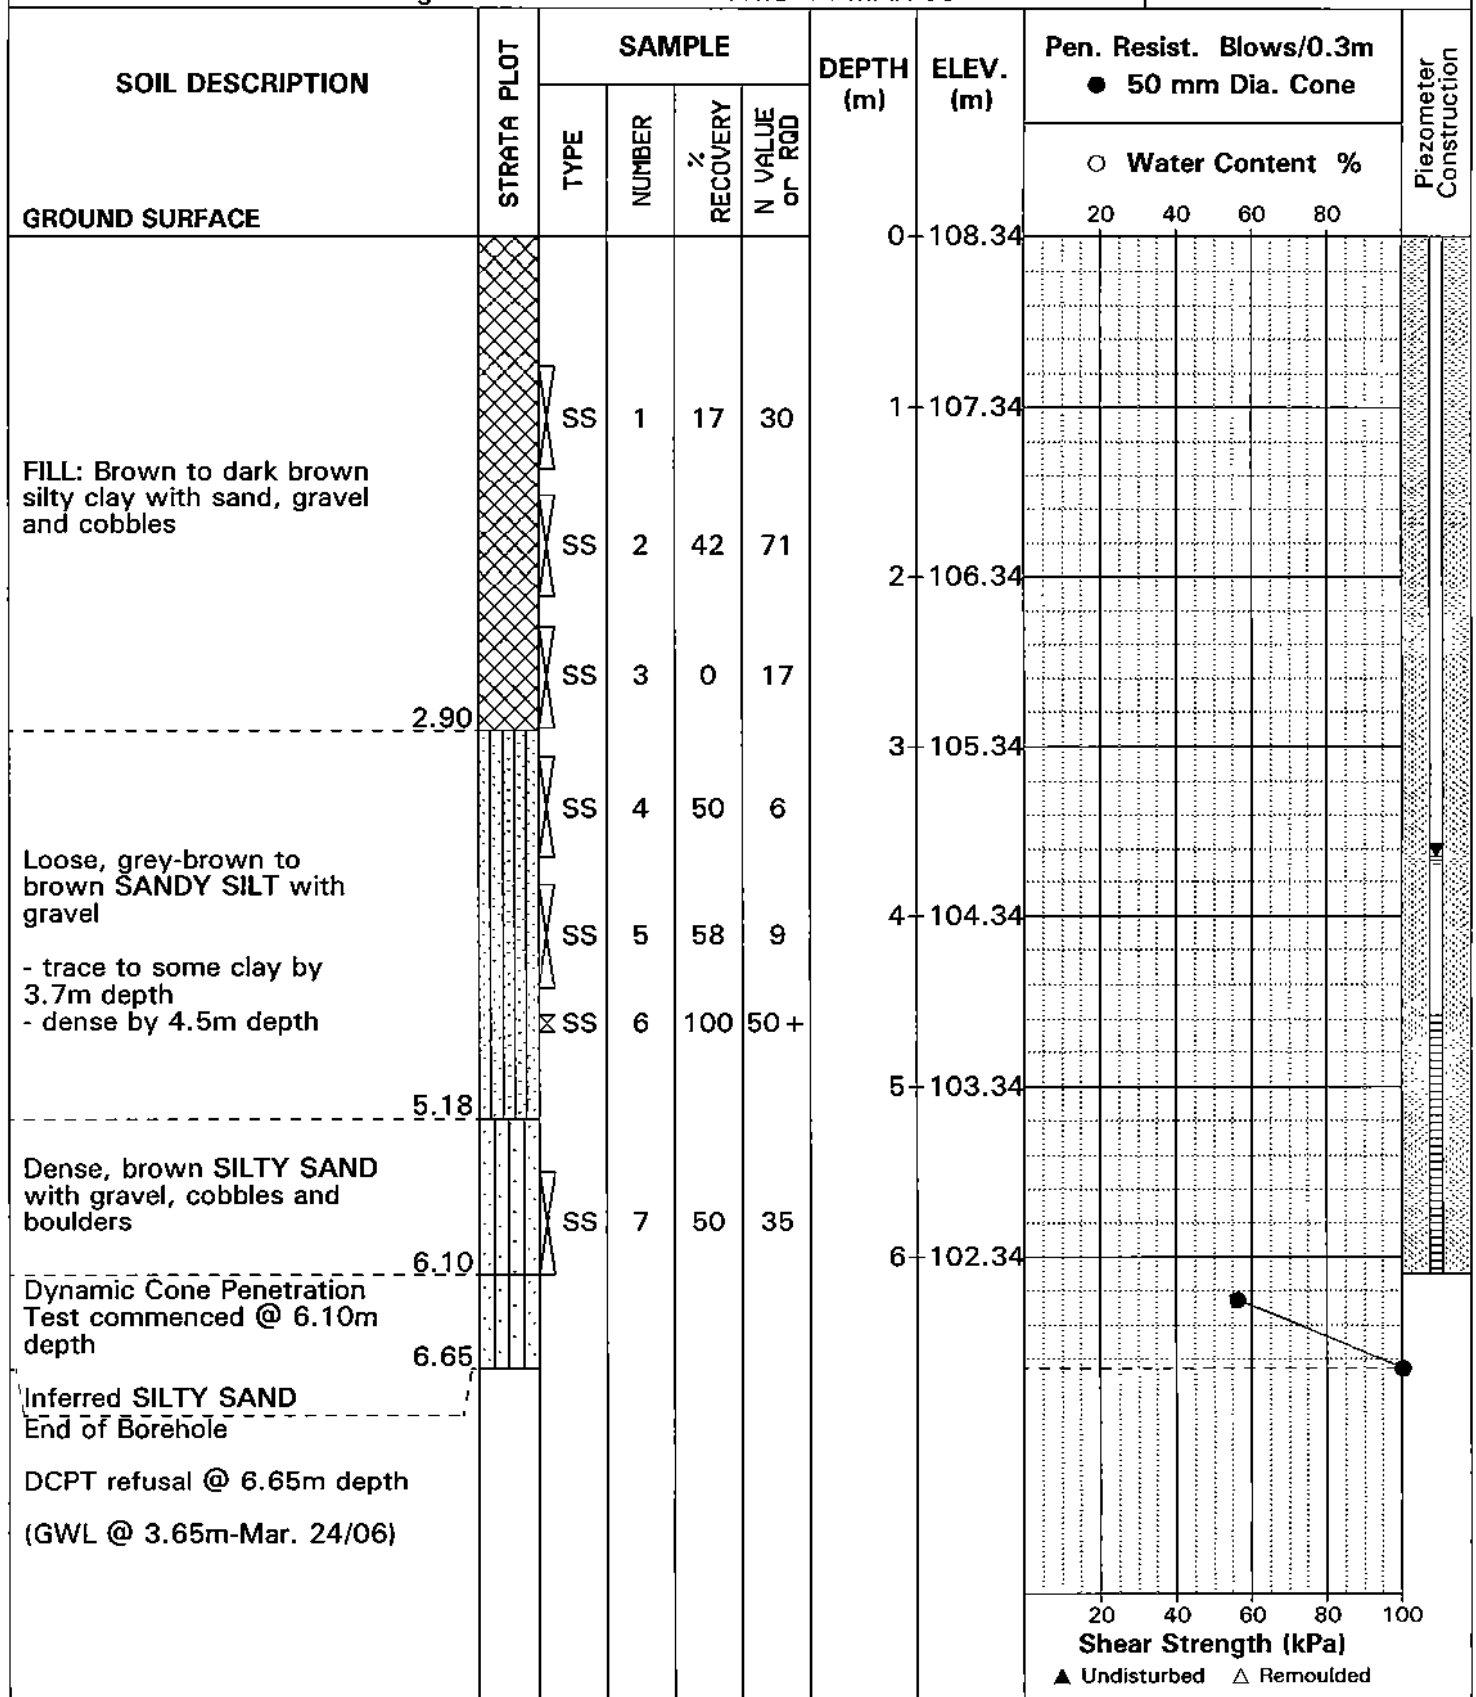 SOIL DESCRIPTION
GROUND SURFACE
STRATA PLOT
SAMPLE
TYPE
NUMBER
% RECOVERY
N VALUE or RQD
DEPTH (m)
ELEV. (m)
Pen. Resist. Blows/0.3m
● 50 mm Dia. Cone
○ Water Content %
20 40 60 80
Piezometer Construction
0 108.34
SS 1 17 30
1 107.34
FILL: Brown to dark brown
silty clay with sand, gravel
and cobbles
SS 2 42 71
2 106.34
SS 3 0 17
2.90
3 105.34
SS 4 50 6
Loose, grey-brown to
brown SANDY SILT with
gravel
4 104.34
SS 5 58 9
- trace to some clay by
3.7m depth
- dense by 4.5m depth
SS 6 100 50+
5 103.34
5.18
Dense, brown SILTY SAND
with gravel, cobbles and
boulders
SS 7 50 35
6 102.34
6.10
Dynamic Cone Penetration
Test commenced @ 6.10m
depth
6.65
Inferred SILTY SAND
End of Borehole
DCPT refusal @ 6.65m depth
(GWL @ 3.65m-Mar. 24/06)
20 40 60 80 100
Shear Strength (kPa)
▲ Undisturbed △ Remoulded